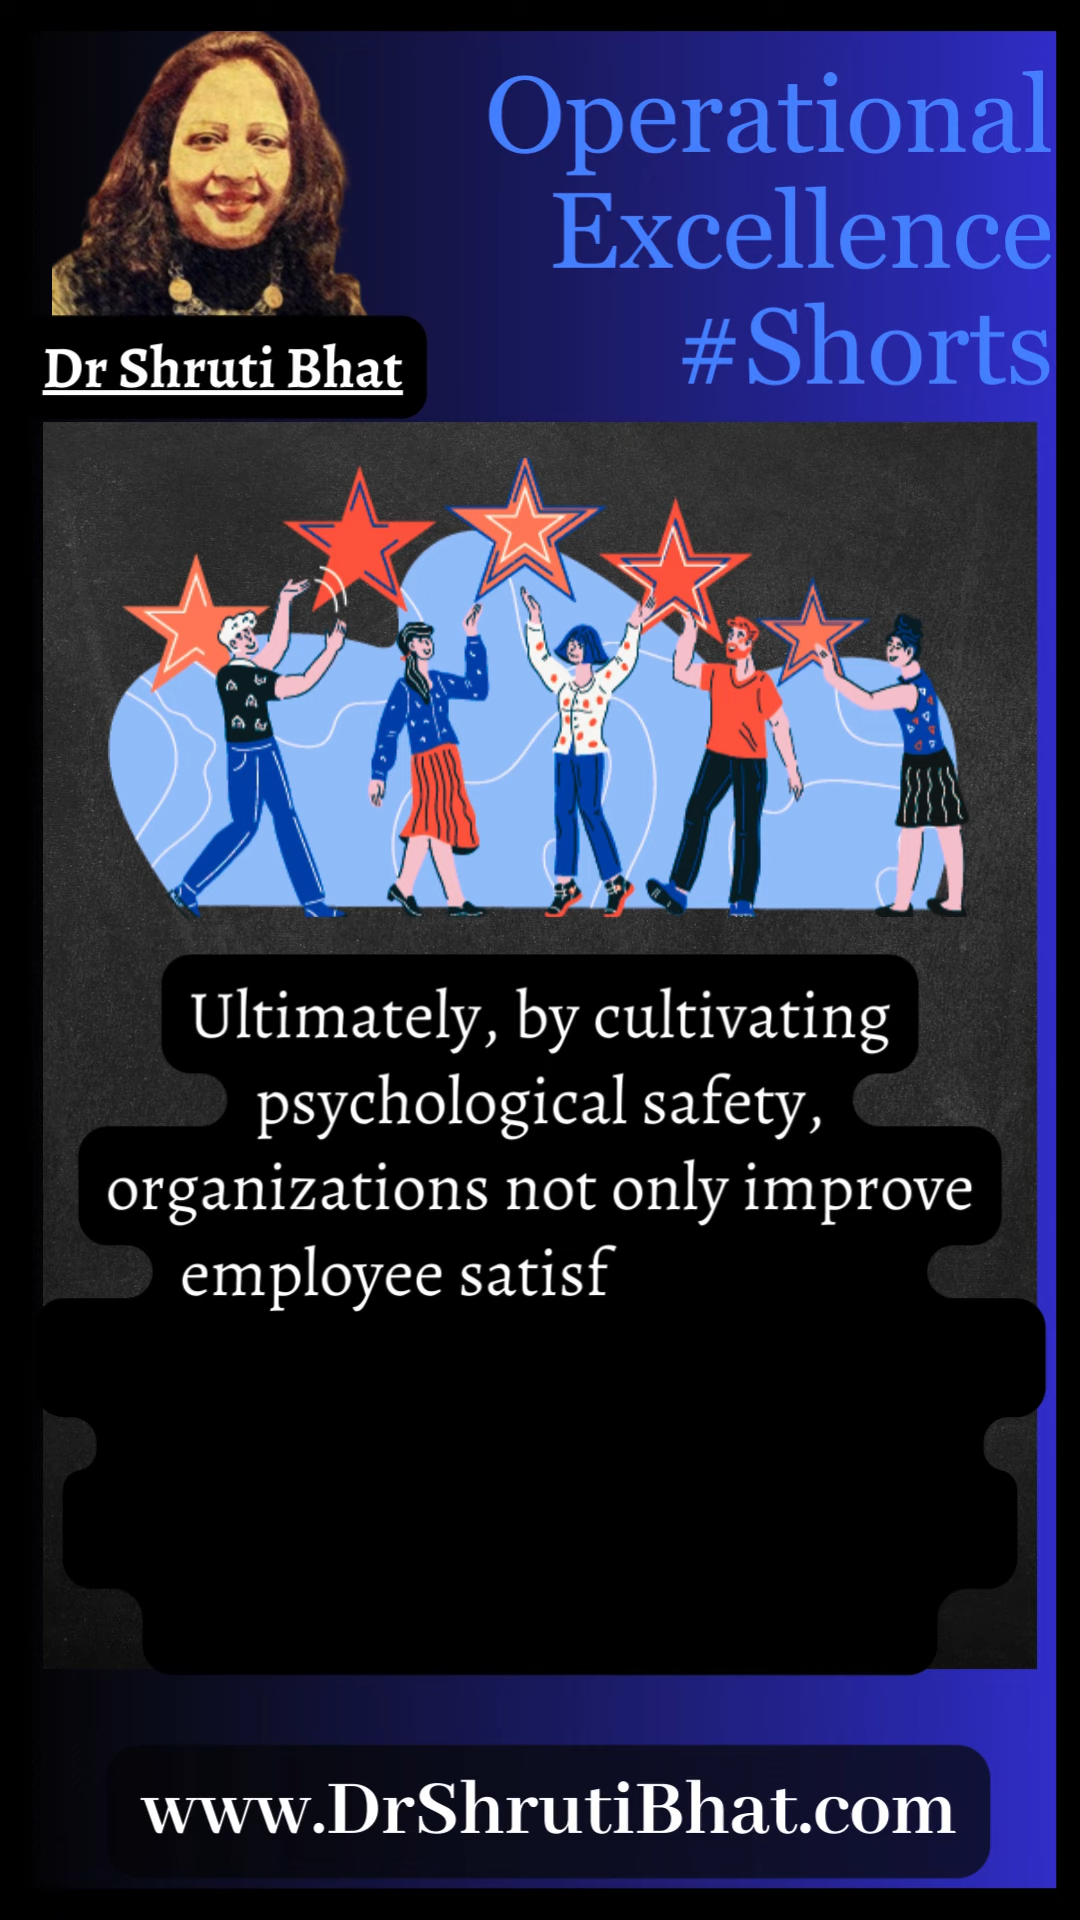 Operational
Excellence
#Shorts
Dr Shruti Bhat
Ultimately, by cultivating
psychological safety,
organizations not only improve
employee satisf
www.DrShrutiBhat.com